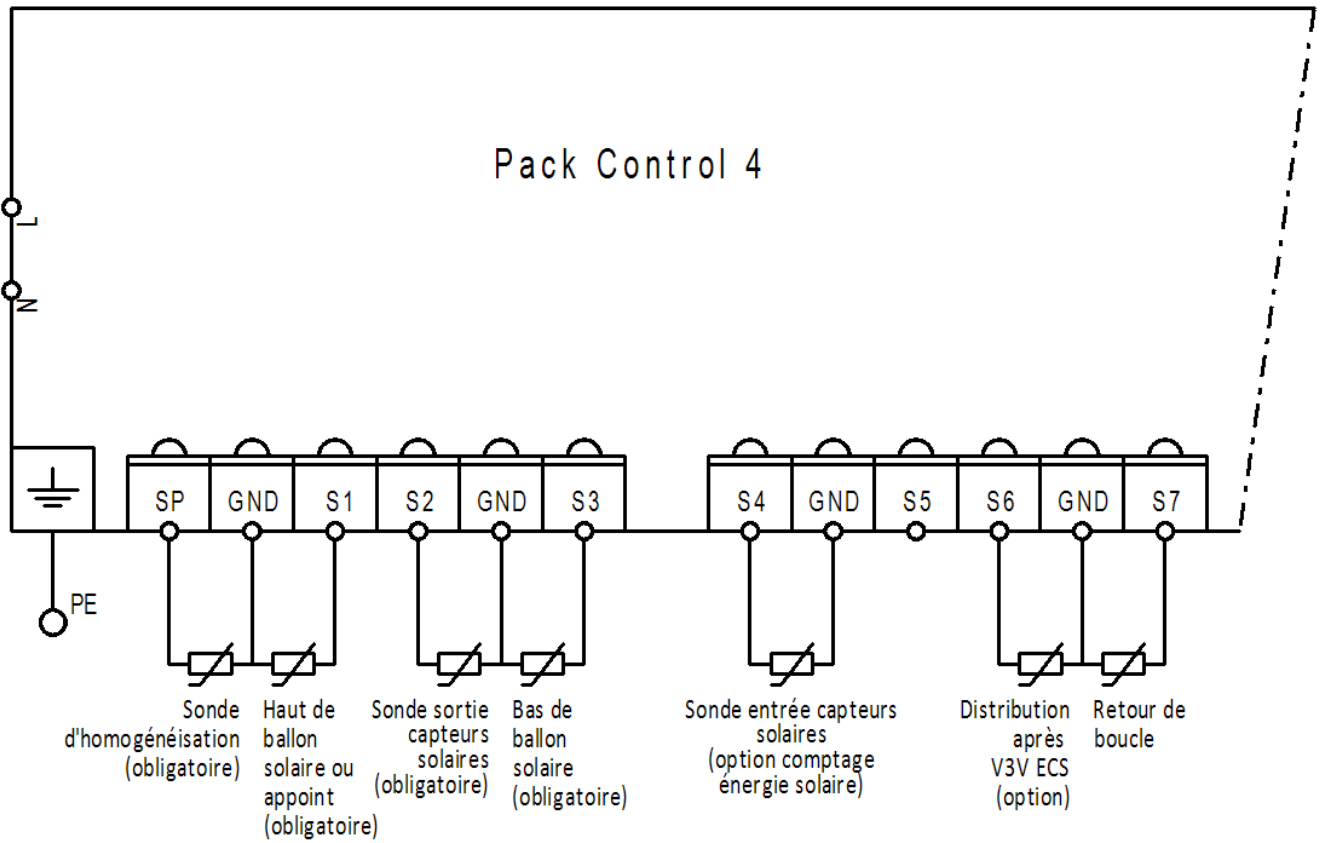 Pack Control 4
L
N
SP GND S1 S2 GND S3 S4 GND S5 S6 GND S7
PE
Sonde
d'homogénéisation
(obligatoire)
Haut de
ballon
solaire ou
appoint
(obligatoire)
Sonde sortie
capteurs
solaires
(obligatoire)
Bas de
ballon
solaire
(obligatoire)
Sonde entrée capteurs
solaires
(option comptage
énergie solaire)
Distribution
après
V3V ECS
(option)
Retour de
boucle